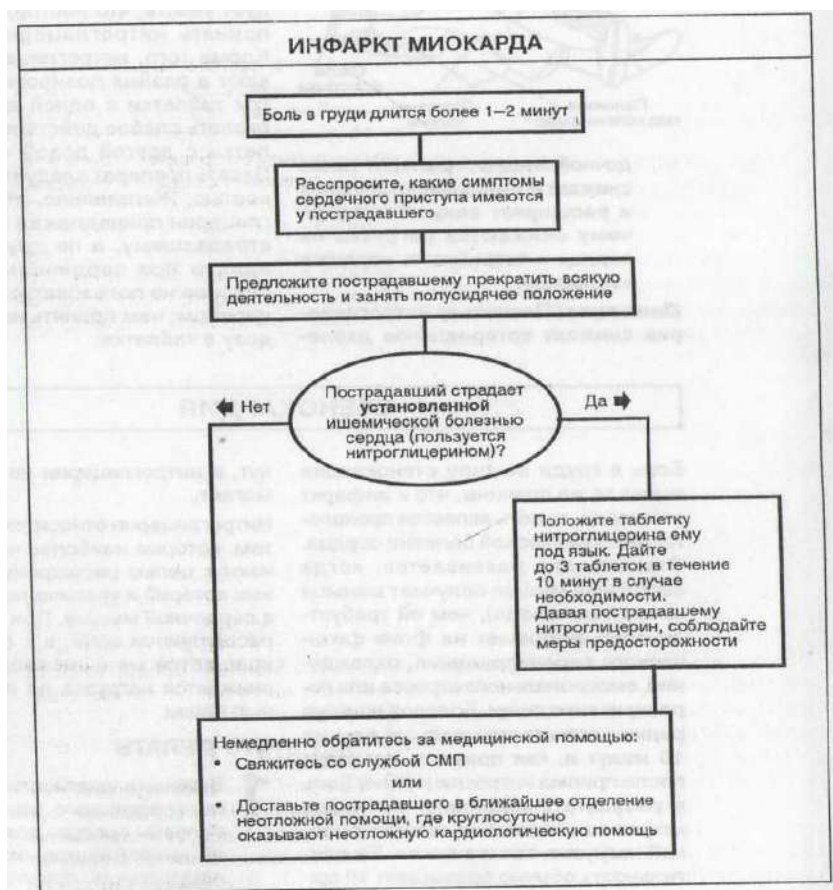 ИНФАРКТ МИОКАРДА
Боль в груди длится более 1–2 минут
Расспросите, какие симптомы
сердечного приступа имеются
у пострадавшего
Предложите пострадавшему прекратить всякую
деятельность и занять полусидячее положение
Пострадавший страдает
установленной
ишемической болезнью
сердца (пользуется
нитроглицерином)?
Нет
Да
Положите таблетку
нитроглицерина ему
под язык. Дайте
до 3 таблеток в течение
10 минут в случае
необходимости.
Давая пострадавшему
нитроглицерин, соблюдайте
меры предосторожности
Немедленно обратитесь за медицинской помощью:
• Свяжитесь со службой СМП
или
• Доставьте пострадавшего в ближайшее отделение
неотложной помощи, где круглосуточно
оказывают неотложную кардиологическую помощь